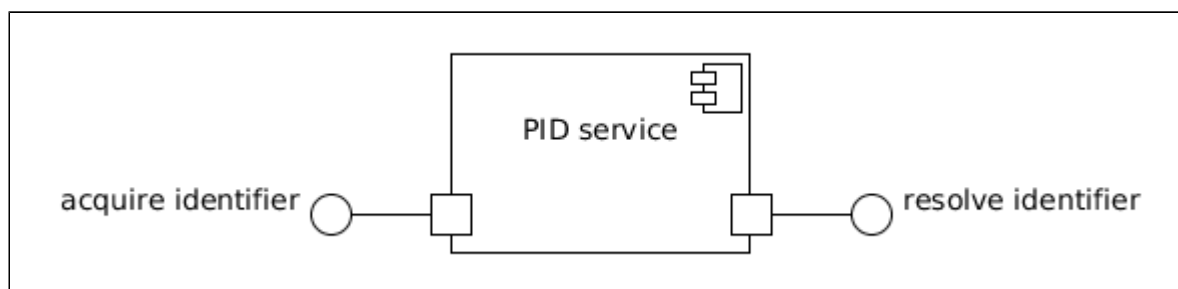 PID service
acquire identifier
resolve identifier